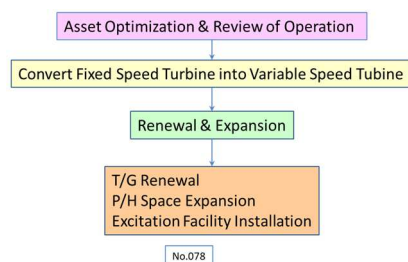 Asset Optimization & Review of Operation
Convert Fixed Speed Turbine into Variable Speed Tubine
Renewal & Expansion
T/G Renewal
P/H Space Expansion
Excitation Facility Installation
No.078